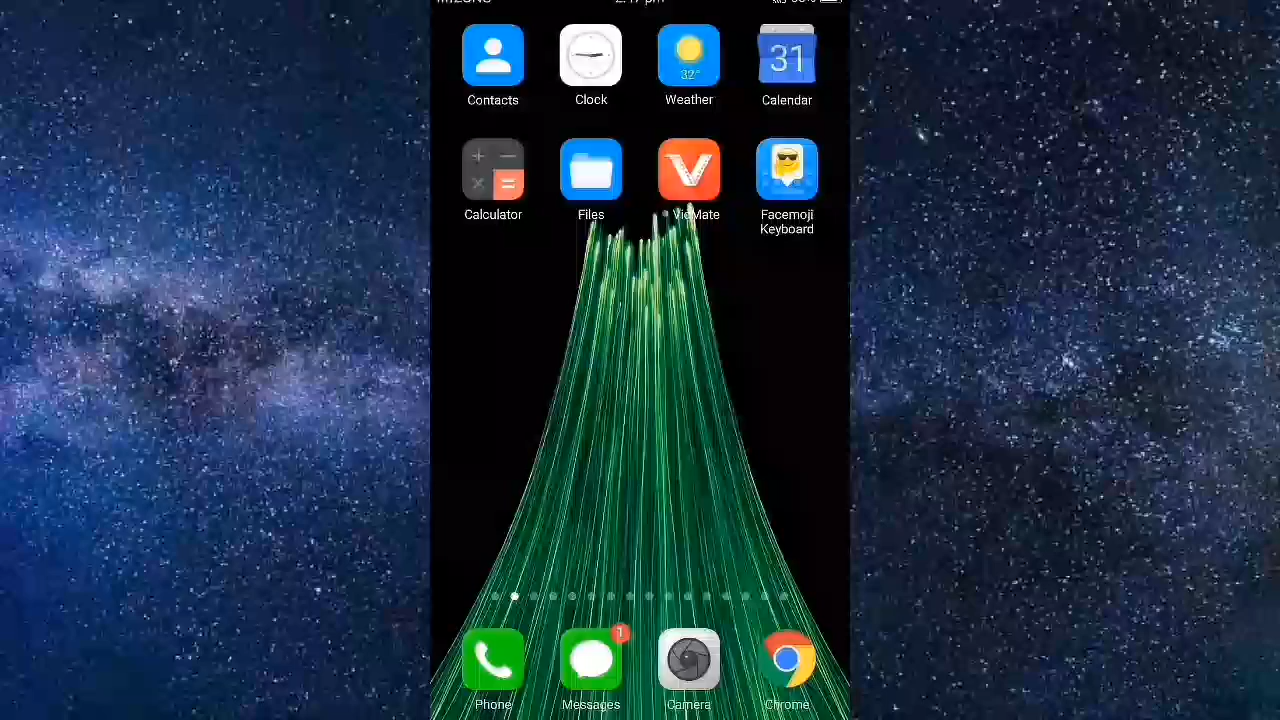 32°
31
Contacts
Clock
Weather
Calendar
Calculator
Files
VidMate
Facemoji
Keyboard
1
Phone
Messages
Camera
Chrome